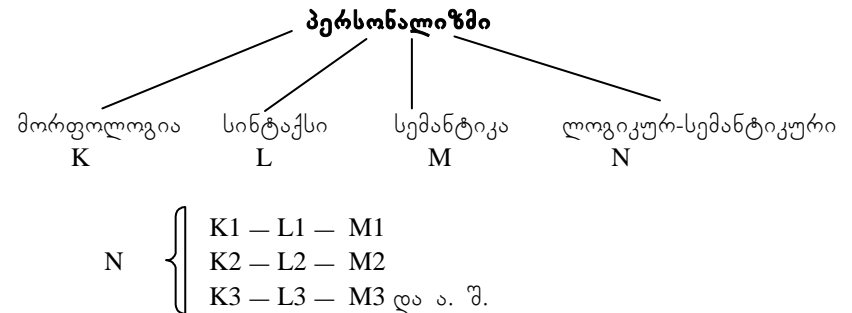 პერსონალიზმი
მორფოლოგია სინტაქსი სემანტიკა ლოგიკურ-სემანტიკური
K L M N
K1 — L1 — M1
N K2 — L2 — M2
K3 — L3 — M3 და ა. შ.